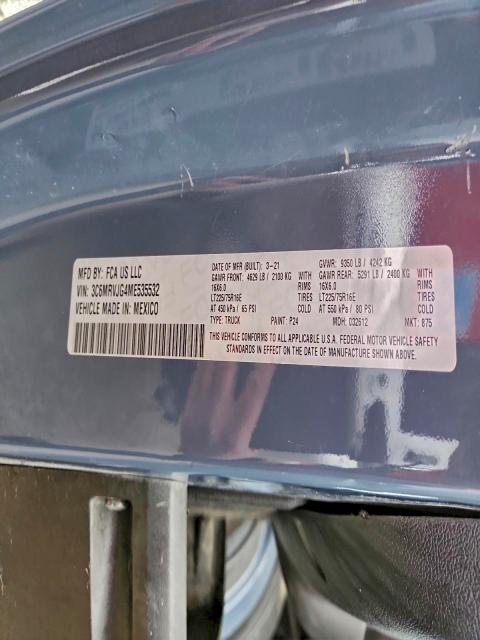 MFD BY: FCA US LLC
VIN: 3C6MRVJG4ME535532
VEHICLE MADE IN: MEXICO
DATE OF MFR (BUILT): 3-21 GVWR: 9350 LB / 4242 KG
GAWR FRONT: 4629 LB / 2100 KG GAWR REAR: 5291 LB / 2400 KG
WITH WITH
16X6.0 RIMS 16X6.0 RIMS
LT225/75R16E TIRES LT225/75R16E TIRES
AT 450 kPa / 65 PSI COLD AT 550 kPa / 80 PSI COLD
TYPE: TRUCK PAINT: P24 MDH: 032612 MKT: 875
THIS VEHICLE CONFORMS TO ALL APPLICABLE U.S.A. FEDERAL MOTOR VEHICLE SAFETY
STANDARDS IN EFFECT ON THE DATE OF MANUFACTURE SHOWN ABOVE.